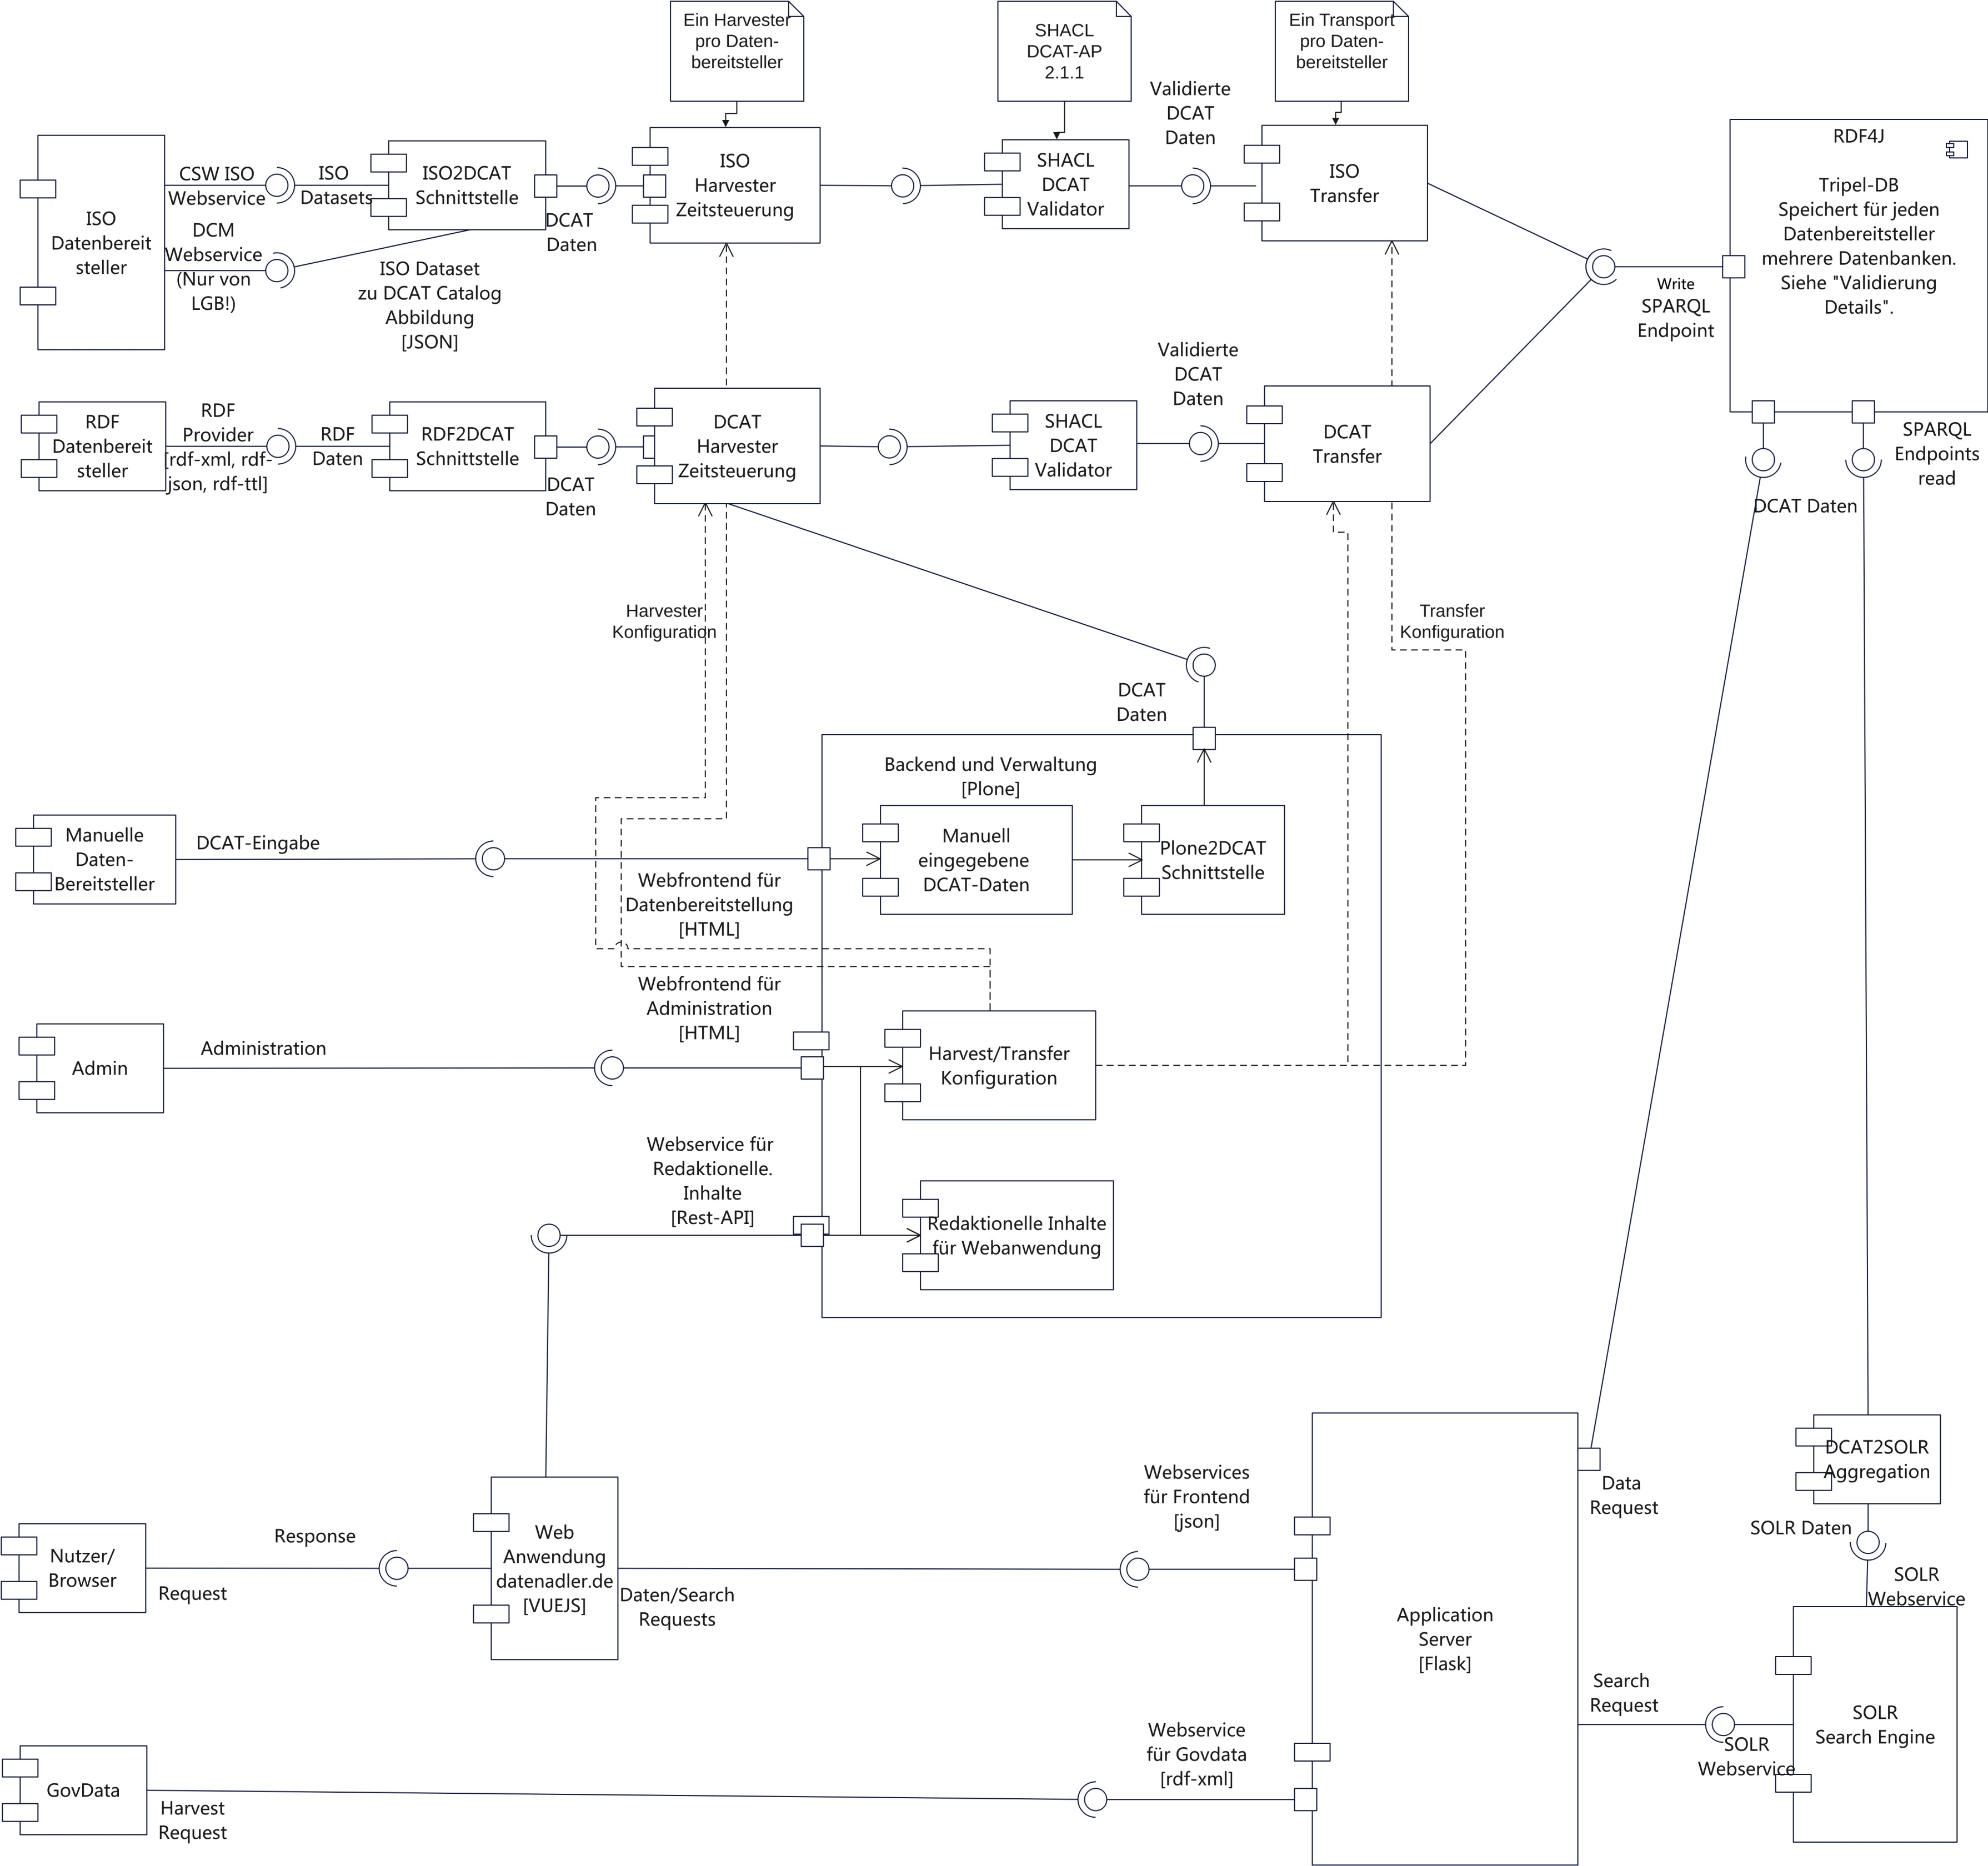 Ein Harvester
pro Daten-
bereitsteller
SHACL
DCAT-AP
2.1.1
Ein Transport
pro Daten-
bereitsteller
Validierte
DCAT
Daten
ISO
Datenbereit
steller
CSW ISO
Webservice
DCM
Webservice
(Nur von
LGB!)
ISO
Datasets
ISO2DCAT
Schnittstelle
DCAT
Daten
ISO Dataset
zu DCAT Catalog
Abbildung
[JSON]
ISO
Harvester
Zeitsteuerung
SHACL
DCAT
Validator
ISO
Transfer
Write
SPARQL
Endpoint
RDF4J
Tripel-DB
Speichert für jeden
Datenbereitsteller
mehrere Datenbanken.
Siehe "Validierung
Details".
RDF
Datenbereit
steller
RDF
Provider
[rdf-xml, rdf-
json, rdf-ttl]
RDF
Daten
RDF2DCAT
Schnittstelle
DCAT
Daten
DCAT
Harvester
Zeitsteuerung
SHACL
DCAT
Validator
Validierte
DCAT
Daten
DCAT
Transfer
SPARQL
Endpoints
read
DCAT Daten
Harvester
Konfiguration
Transfer
Konfiguration
DCAT
Daten
Backend und Verwaltung
[Plone]
Manuelle
Daten-
Bereitsteller
DCAT-Eingabe
Webfrontend für
Datenbereitstellung
[HTML]
Manuell
eingegebene
DCAT-Daten
Plone2DCAT
Schnittstelle
Admin
Administration
Webfrontend für
Administration
[HTML]
Harvest/Transfer
Konfiguration
Webservice für
Redaktionelle.
Inhalte
[Rest-API]
Redaktionelle Inhalte
für Webanwendung
Nutzer/
Browser
Response
Request
Web
Anwendung
datenadler.de
[VUEJS]
Daten/Search
Requests
Webservices
für Frontend
[json]
Application
Server
[Flask]
Data
Request
DCAT2SOLR
Aggregation
SOLR Daten
SOLR
Webservice
Search
Request
SOLR
Webservice
SOLR
Search Engine
GovData
Harvest
Request
Webservice
für Govdata
[rdf-xml]